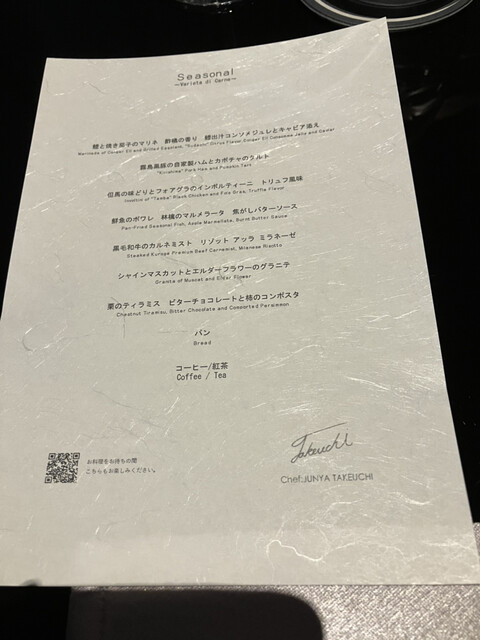 Seasonal
~Varieta di Carne~
鱧と焼き茄子のマリネ 酢橘の香り 鱧出汁コンソメジュレとキャビア添え
Marinade of Conger Ell and Grilled Eggplant, "Sudachi" Citrus Flavor Conger Ell Consomme Jelly and Caviar
霧島黒豚の自家製ハムとカボチャのタルト
"Kirishima" Pork Ham and Pumpkin Tart
但馬の味どりとフォアグラのインボルティーニ トリュフ風味
Involtini of "Tamba" Black Chicken and Foie Gras, Truffle Flavor
鮮魚のポワレ 林檎のマルメラータ 焦がしバターソース
Pan-Fried Seasonal Fish, Apple Marmellata, Burnt Butter Sauce
黒毛和牛のカルネミスト リゾット アッラ ミラネーゼ
Steaked Kuroge Premium Beef Carremist, Milanese Risotto
シャインマスカットとエルダーフラワーのグラニテ
Granite of Muscat and Elder Flower
栗のティラミス ビターチョコレートと柿のコンポスタ
Chestnut Tiramisu, Bitter Chocolate and Comported Persimmon
パン
Bread
コーヒー/紅茶
Coffee / Tea
Takeuchi
お料理をお待ちの間
こちらもお楽しみください。
Chef:JUNYA TAKEUCHI